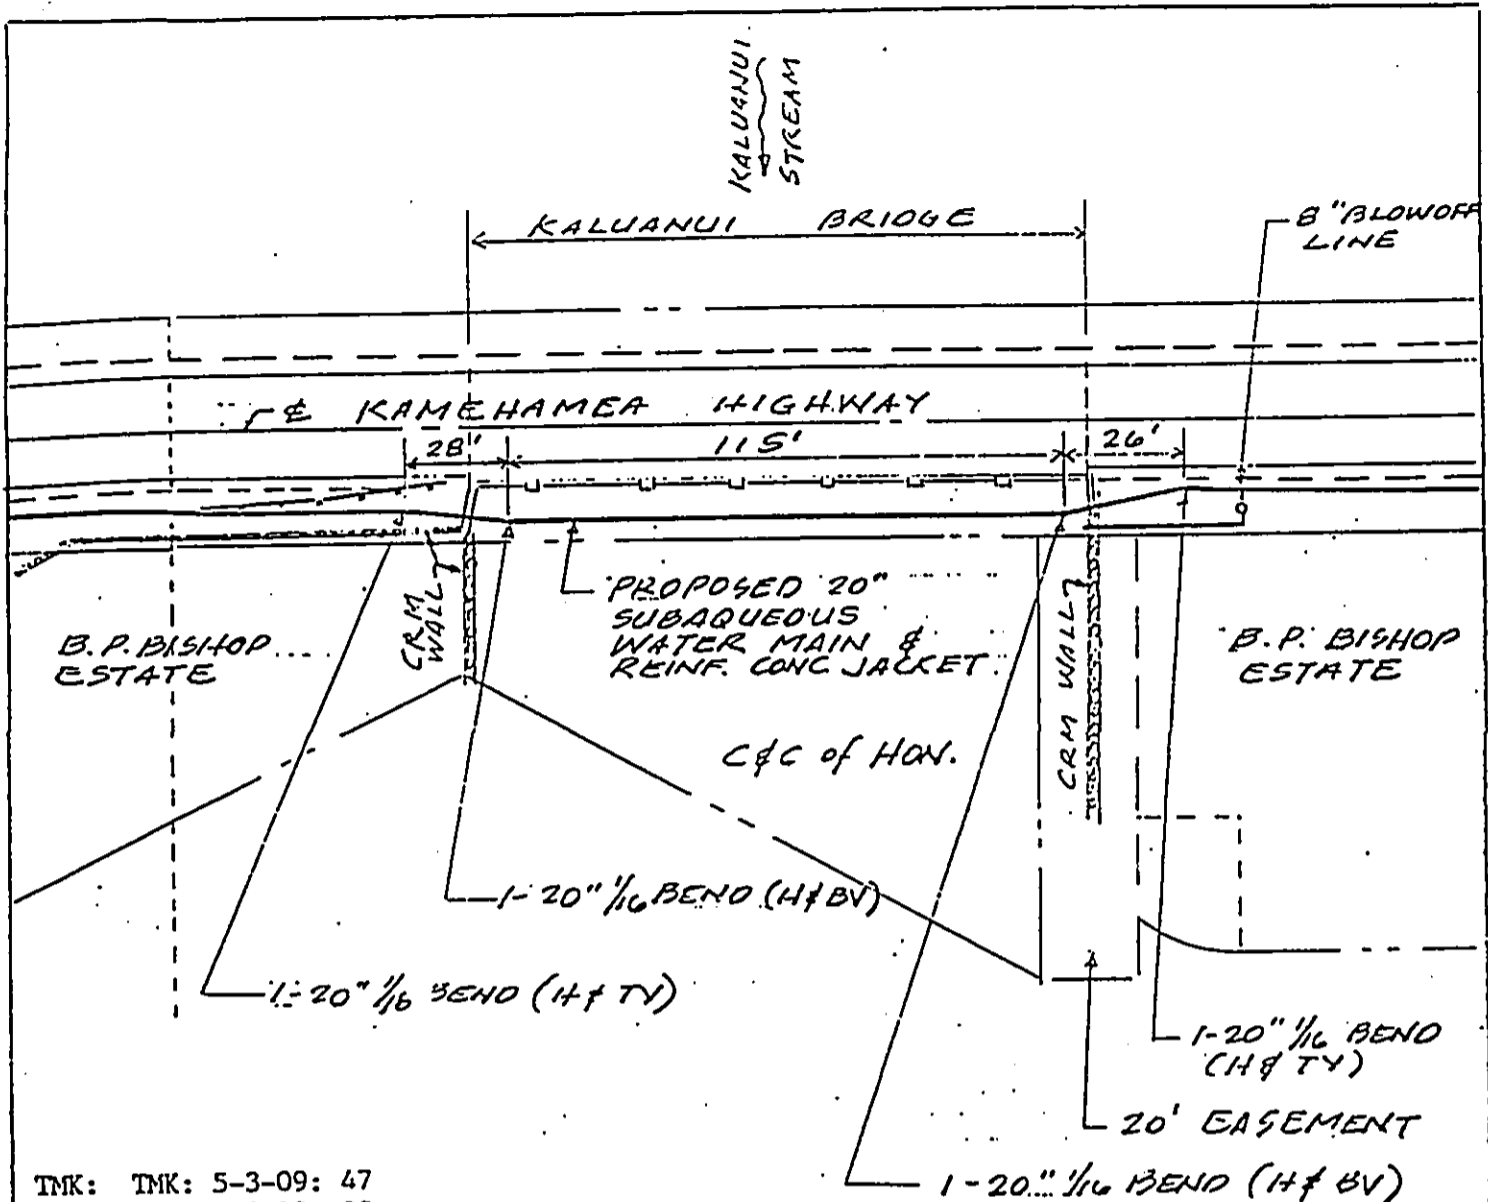 KALUANUI
STREAM
KALUANUI BRIDGE
8" BLOWOFF
LINE
℄ KAMEHAMEA HIGHWAY
28'
115'
26'
PROPOSED 20"
SUBAQUEOUS
WATER MAIN &
REINF. CONC JACKET
CRM
WALL
B.P. BISHOP
ESTATE
CRM WALL
B.P. BISHOP
ESTATE
C&C of HON.
1-20" 1/16 BEND (H & BV)
1-20" 1/16 BEND (H & TV)
1-20" 1/16 BEND
(H & TV)
20' EASEMENT
1-20" 1/16 BEND (H & BV)
TMK: TMK: 5-3-09: 47